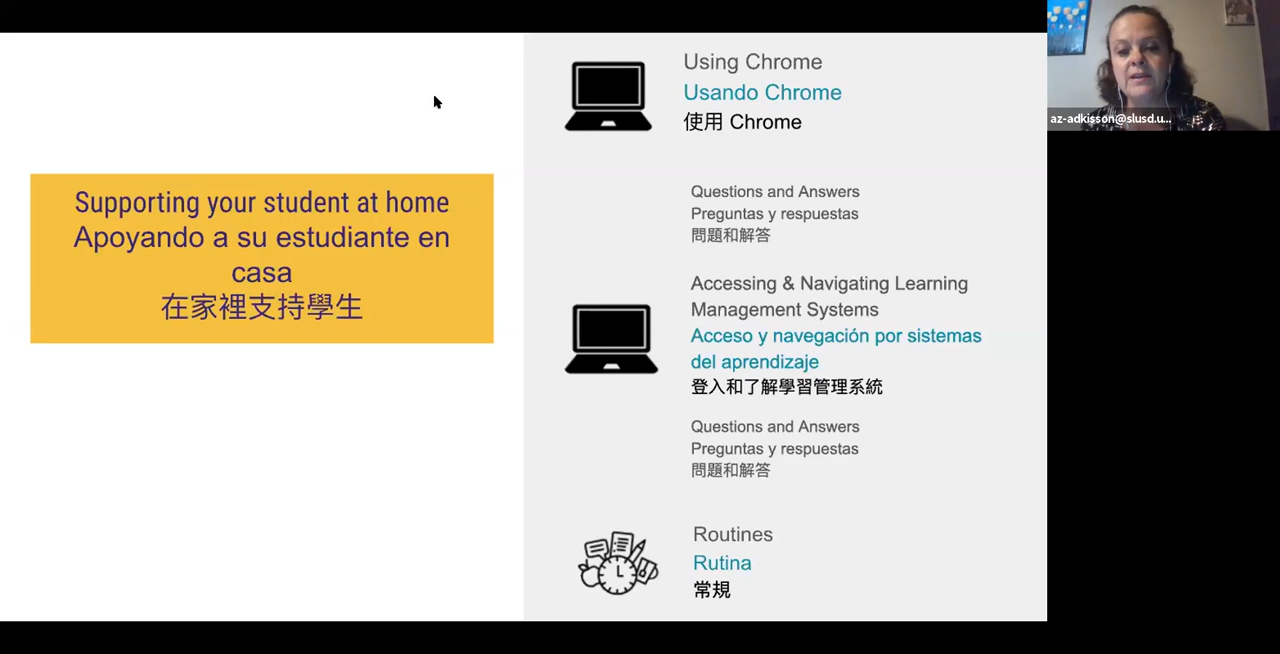 Supporting your student at home
Apoyando a su estudiante en
casa
在家裡支持學生
Using Chrome
Usando Chrome
使用 Chrome
Questions and Answers
Preguntas y respuestas
問題和解答
Accessing & Navigating Learning
Management Systems
Acceso y navegación por sistemas
del aprendizaje
登入和了解學習管理系統
Questions and Answers
Preguntas y respuestas
問題和解答
Routines
Rutina
常規
az-adkisson@slusd.u...